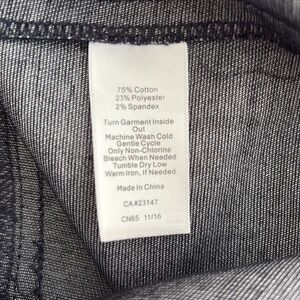 75% Cotton
23% Polyester
2% Spandex
Turn Garment Inside
Out
Machine Wash Cold
Gentle Cycle
Only Non-Chlorine
Bleach When Needed
Tumble Dry Low
Warm Iron, If Needed
Made In China
CA#23147
CN65 11/16